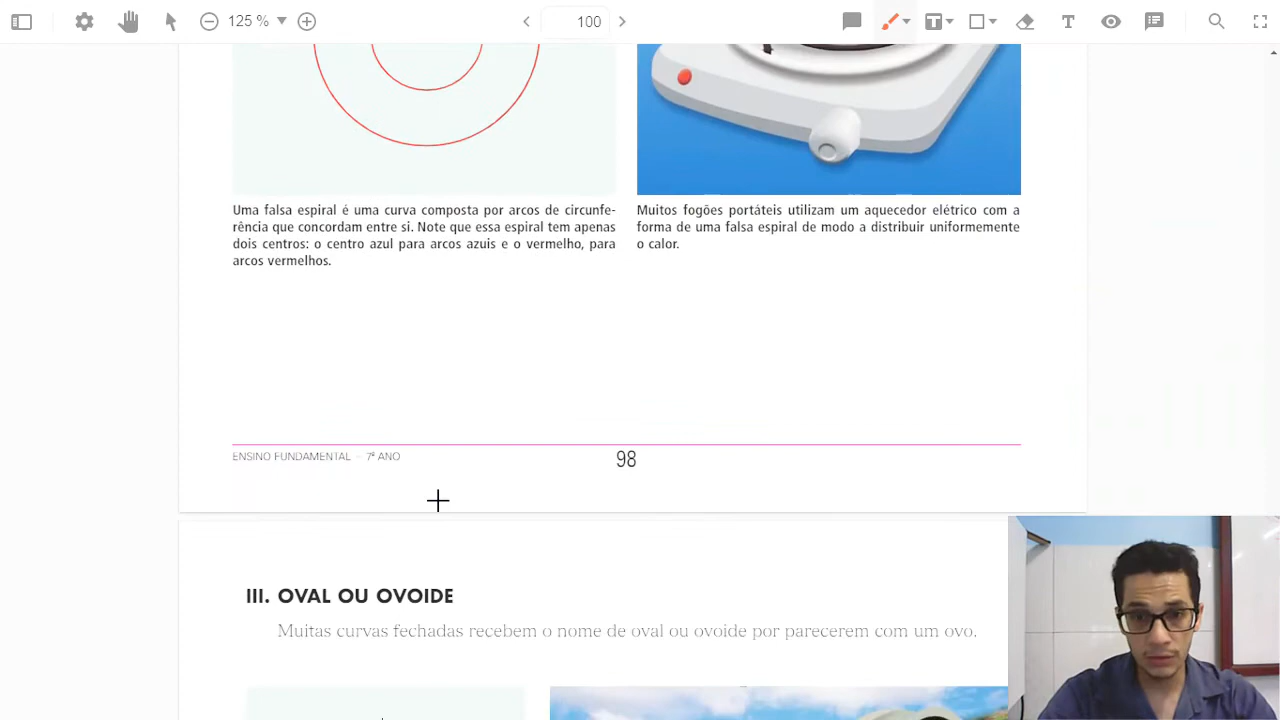 125 %
100
Uma falsa espiral é uma curva composta por arcos de circunfe-
rência que concordam entre si. Note que essa espiral tem apenas
dois centros: o centro azul para arcos azuis e o vermelho, para
arcos vermelhos.
Muitos fogões portáteis utilizam um aquecedor elétrico com a
forma de uma falsa espiral de modo a distribuir uniformemente
o calor.
ENSINO FUNDAMENTAL – 7º ANO
98
III. OVAL OU OVOIDE
Muitas curvas fechadas recebem o nome de oval ou ovoide por parecerem com um ovo.